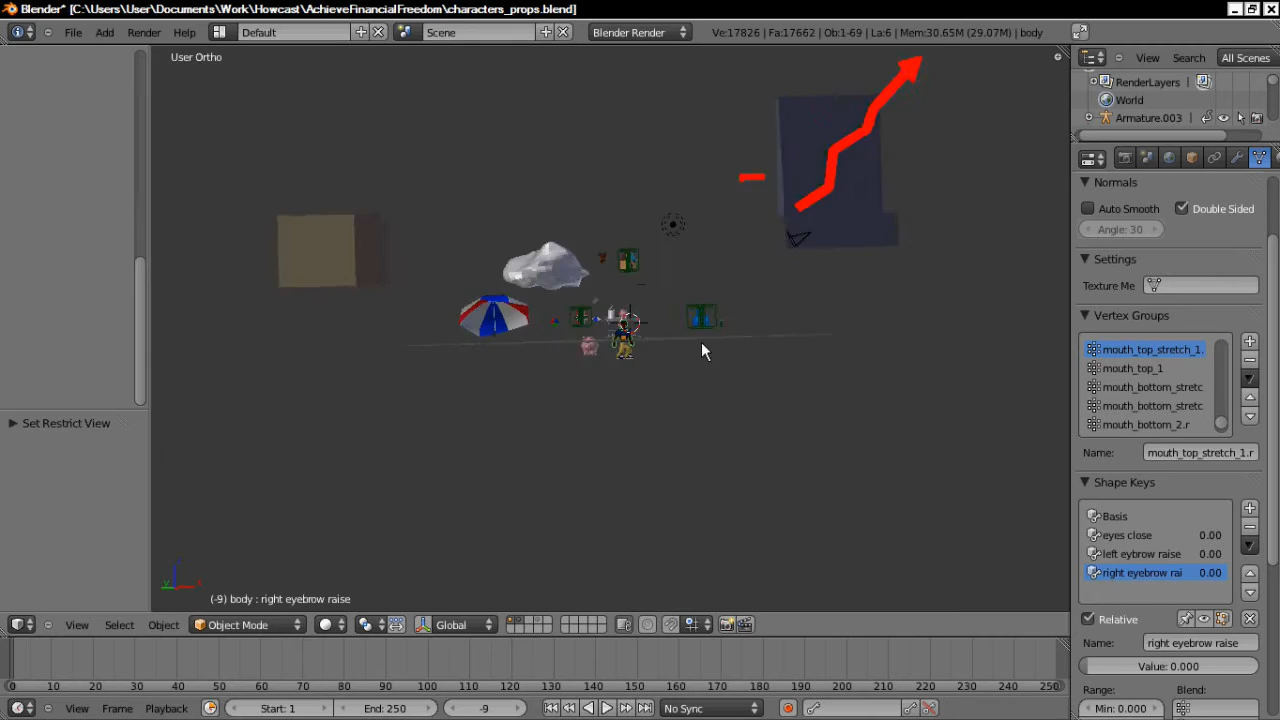 Blender* [C:\Users\User\Documents\Work\Howcast\AchieveFinancialFreedom\characters_props.blend]
File Add Render Help Default Scene Blender Render Ve:17826 | Fa:17662 | Ob:1-69 | La:6 | Mem:30.65M (29.07M) | body
User Ortho
View Search All Scenes
RenderLayers
World
Armature.003
Normals
Auto Smooth Double Sided
Angle: 30
Settings
Texture Me
Vertex Groups
mouth_top_stretch_1.
mouth_top_1
mouth_bottom_stretc
mouth_bottom_stretc
mouth_bottom_2.r
Name: mouth_top_stretch_1.r
Set Restrict View
Shape Keys
Basis
eyes close 0.00
left eybrow raise 0.00
right eyebrow rai 0.00
(-9) body : right eyebrow raise
Relative
View Select Object Object Mode Global
Name: right eyebrow raise
Value: 0.000
0 10 20 30 40 50 60 70 80 90 100 110 120 130 140 150 160 170 180 190 200 210 220 230 240 250
Range: Blend:
View Frame Playback Start: 1 End: 250 -9 No Sync
Min: 0.000